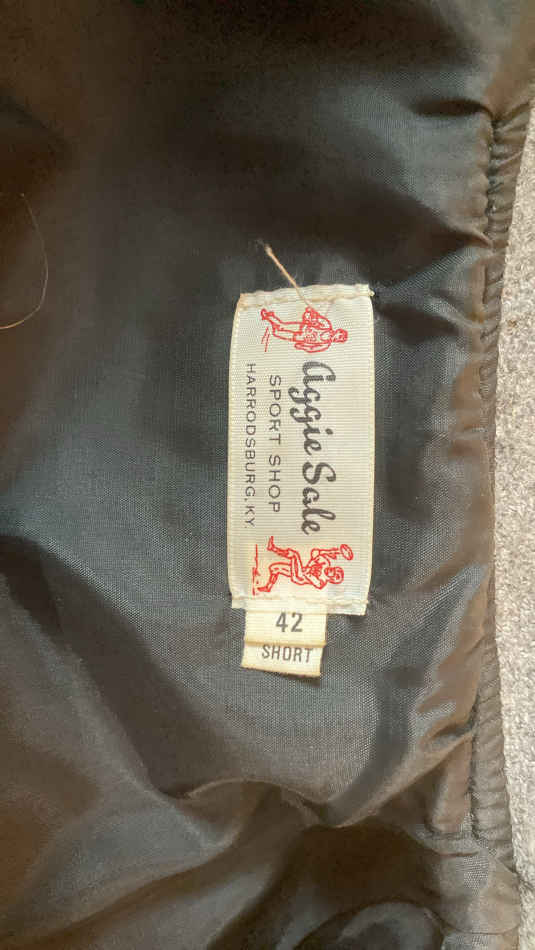 Aggie Sale
SPORT SHOP
HARRODSBURG, KY
42
SHORT